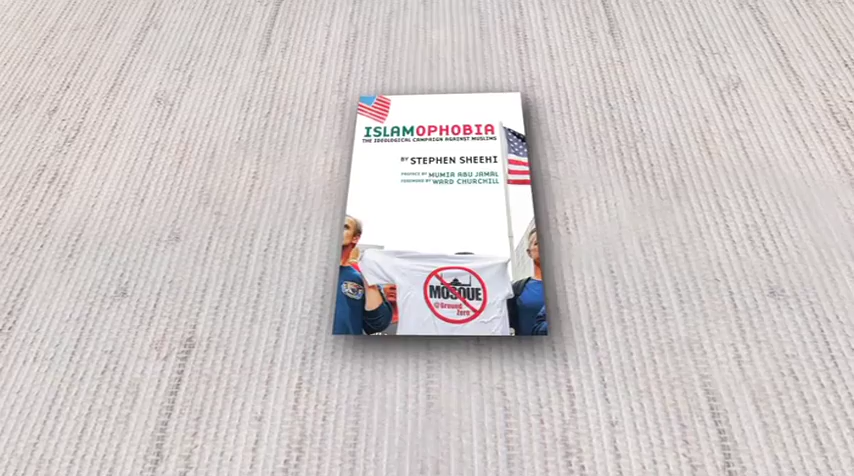 ISLAMOPHOBIA
THE IDEOLOGICAL CAMPAIGN AGAINST MUSLIMS
BY STEPHEN SHEEHI
PREFACE BY MUMIA ABU JAMAL
FOREWORD BY WARD CHURCHILL
MOSQUE
@Ground
Zero